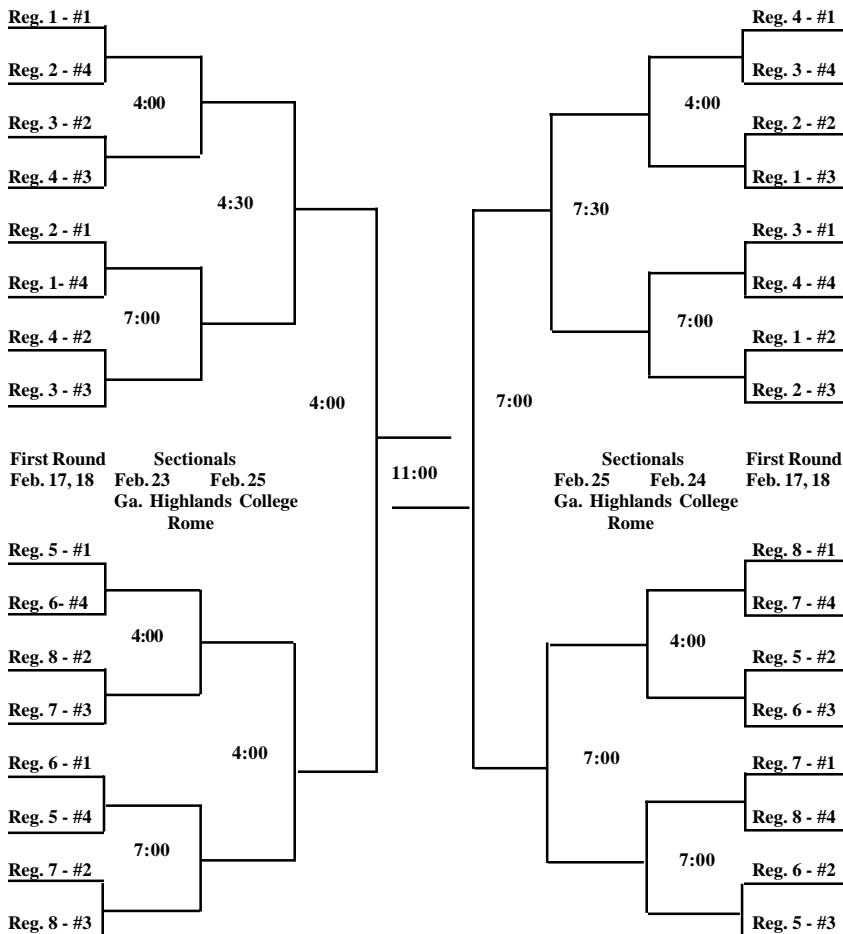 Reg. 1 - #1
Reg. 2 - #4
4:00
Reg. 3 - #2
Reg. 4 - #3
4:30
Reg. 2 - #1
Reg. 1- #4
7:00
Reg. 4 - #2
Reg. 3 - #3
4:00
First Round
Feb. 17, 18
Sectionals
Feb. 23 Feb. 25
Ga. Highlands College
Rome
11:00
Reg. 5 - #1
Reg. 6- #4
4:00
Reg. 8 - #2
Reg. 7 - #3
4:00
Reg. 6 - #1
Reg. 5 - #4
7:00
Reg. 7 - #2
Reg. 8 - #3
Reg. 4 - #1
Reg. 3 - #4
4:00
Reg. 2 - #2
Reg. 1 - #3
7:30
Reg. 3 - #1
Reg. 4 - #4
7:00
Reg. 1 - #2
Reg. 2 - #3
7:00
Sectionals
Feb. 25 Feb. 24
Ga. Highlands College
Rome
First Round
Feb. 17, 18
Reg. 8 - #1
Reg. 7 - #4
4:00
Reg. 5 - #2
Reg. 6 - #3
7:00
Reg. 7 - #1
Reg. 8 - #4
7:00
Reg. 6 - #2
Reg. 5 - #3